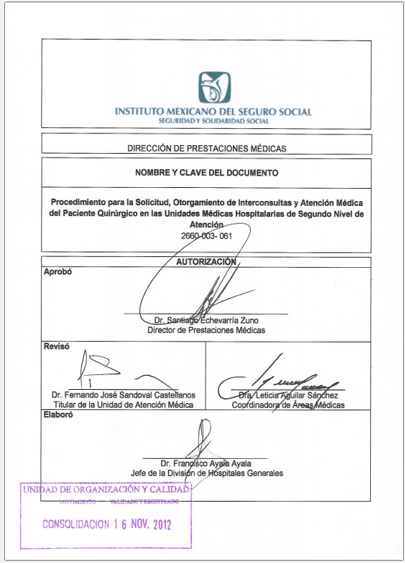 INSTITUTO MEXICANO DEL SEGURO SOCIAL
SEGURIDAD Y SOLIDARIDAD SOCIAL
DIRECCIÓN DE PRESTACIONES MÉDICAS
NOMBRE Y CLAVE DEL DOCUMENTO
Procedimiento para la Solicitud, Otorgamiento de Interconsultas y Atención Médica
del Paciente Quirúrgico en las Unidades Médicas Hospitalarias de Segundo Nivel de
Atención
2660-003- 061
AUTORIZACIÓN
Aprobó
Dr. Santiago Echevarría Zuno
Director de Prestaciones Médicas
Revisó
Dr. Fernando José Sandoval Castellanos
Titular de la Unidad de Atención Médica
Dra. Leticia Aguilar Sánchez
Coordinadora de Áreas Médicas
Elaboró
Dr. Francisco Ayala Ayala
Jefe de la División de Hospitales Generales
UNIDAD DE ORGANIZACIÓN Y CALIDAD
MOVIMIENTO VALIDADO Y REGISTRADO
CONSOLIDACION 16 NOV. 2012